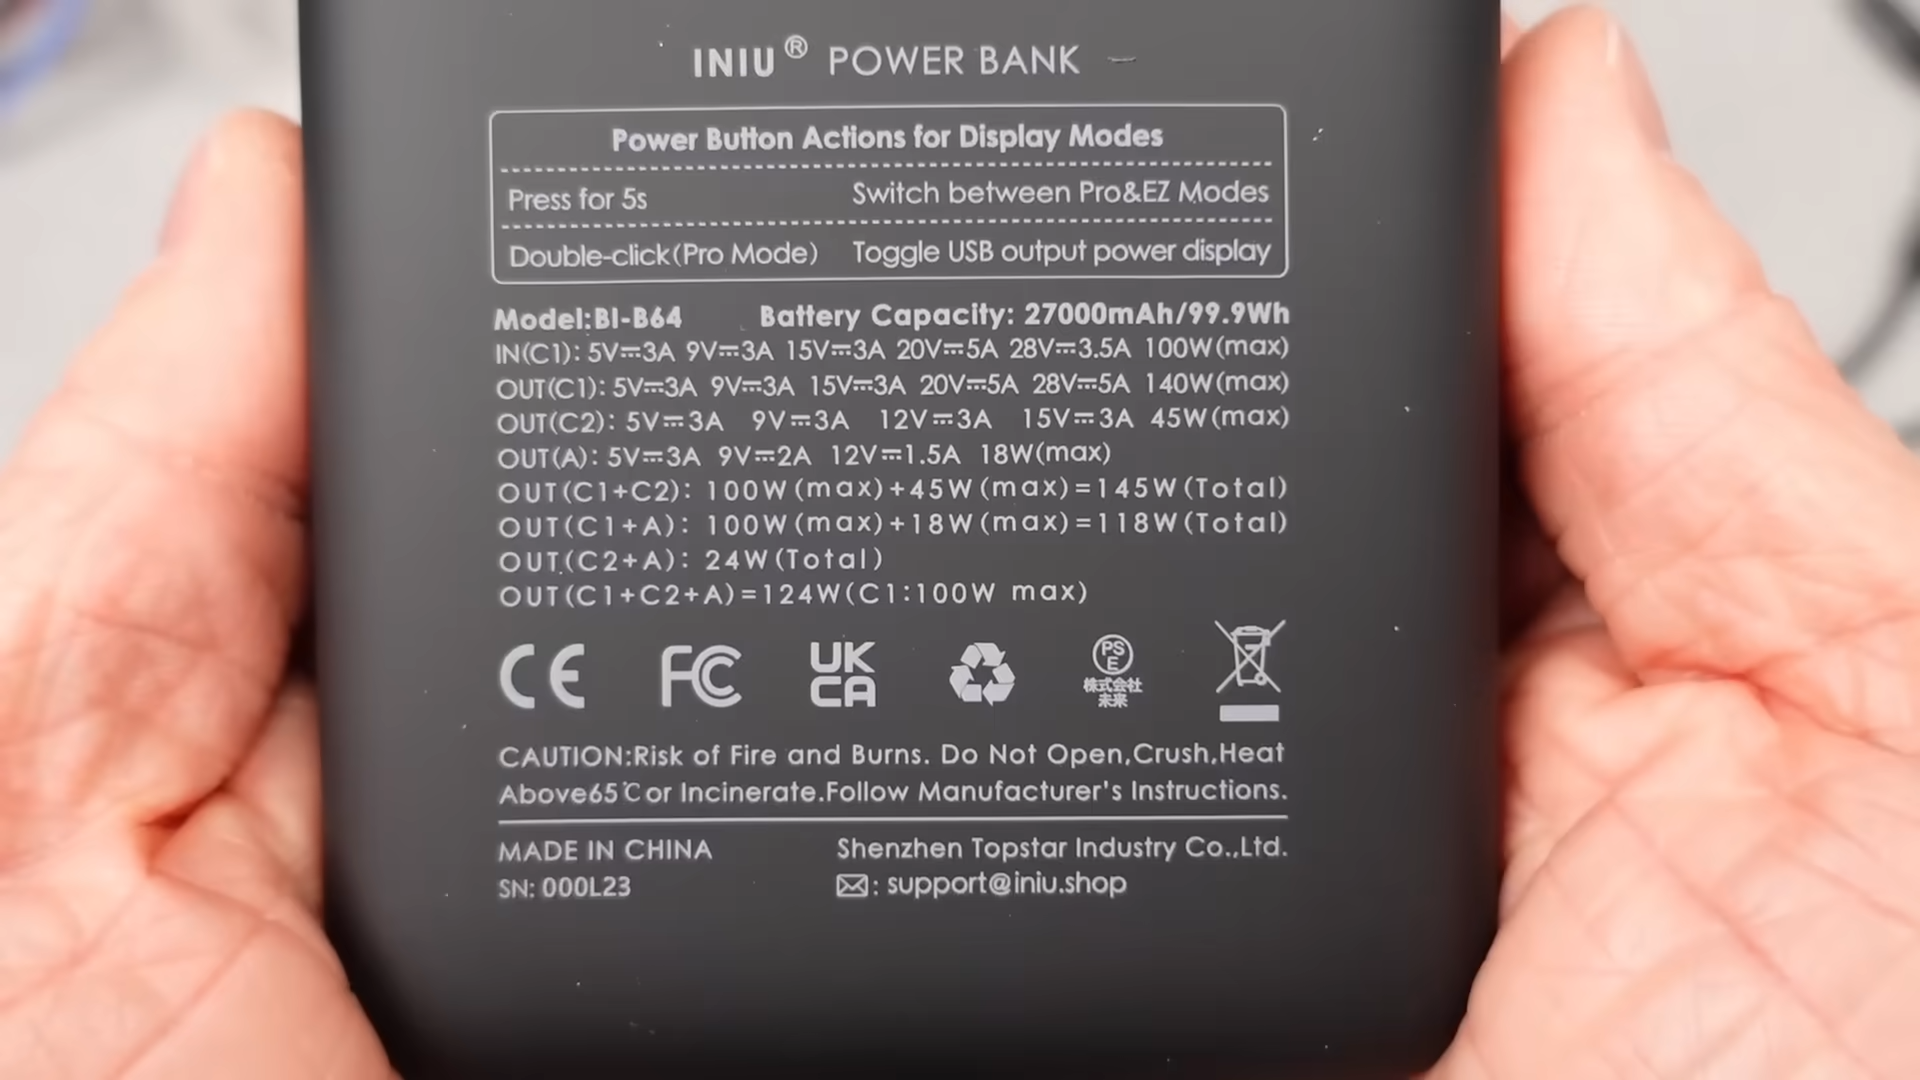 INIU® POWER BANK
Power Button Actions for Display Modes
Press for 5s Switch between Pro&EZ Modes
Double-click(Pro Mode) Toggle USB output power display
Model:BI-B64 Battery Capacity: 27000mAh/99.9Wh
IN(C1): 5V⎓3A 9V⎓3A 15V⎓3A 20V⎓5A 28V⎓3.5A 100W(max)
OUT(C1): 5V⎓3A 9V⎓3A 15V⎓3A 20V⎓5A 28V⎓5A 140W(max)
OUT(C2): 5V⎓3A 9V⎓3A 12V⎓3A 15V⎓3A 45W(max)
OUT(A): 5V⎓3A 9V⎓2A 12V⎓1.5A 18W(max)
OUT(C1+C2): 100W(max)+45W(max)=145W(Total)
OUT(C1+A): 100W(max)+18W(max)=118W(Total)
OUT(C2+A): 24W(Total)
OUT(C1+C2+A)=124W(C1:100W max)
CE FC UK CA PSE
株式会社
未来
CAUTION:Risk of Fire and Burns. Do Not Open,Crush,Heat
Above65℃or Incinerate.Follow Manufacturer's Instructions.
MADE IN CHINA Shenzhen Topstar Industry Co.,Ltd.
SN: 000L23 : support@iniu.shop